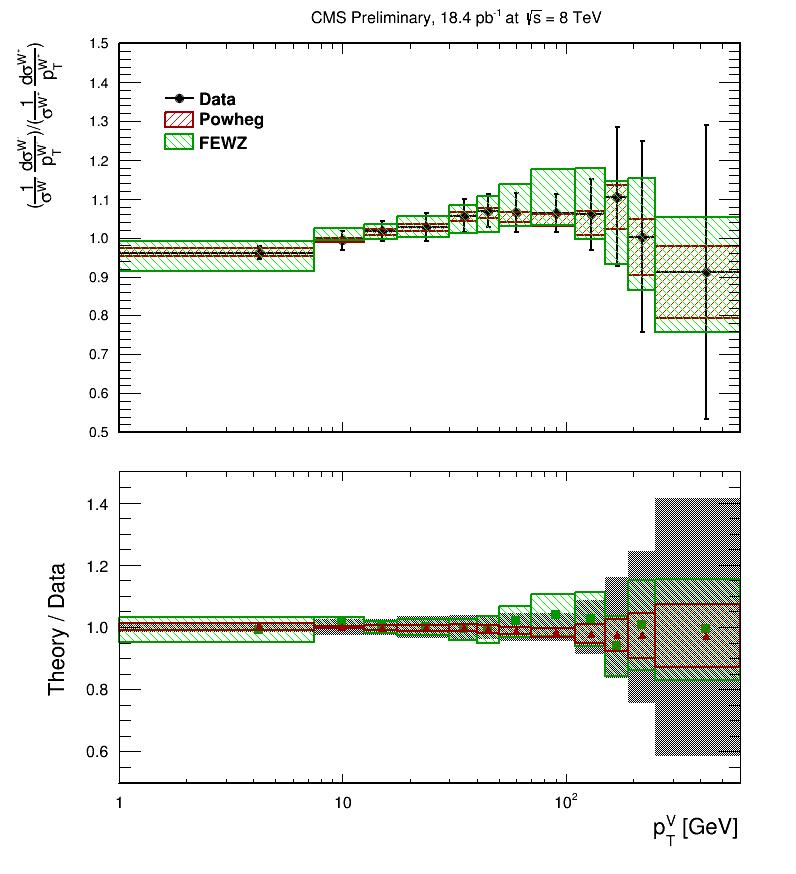 CMS Preliminary, 18.4 pb⁻¹ at √s = 8 TeV
(1/σ^W⁻ dσ^W⁻/p_T^W⁻)/(1/σ^W⁺ dσ^W⁺/p_T^W⁺)
1.5
1.4
1.3
1.2
1.1
1.0
0.9
0.8
0.7
0.6
0.5
Data
Powheg
FEWZ
Theory / Data
1.4
1.2
1.0
0.8
0.6
1
10
10²
p_T^V [GeV]